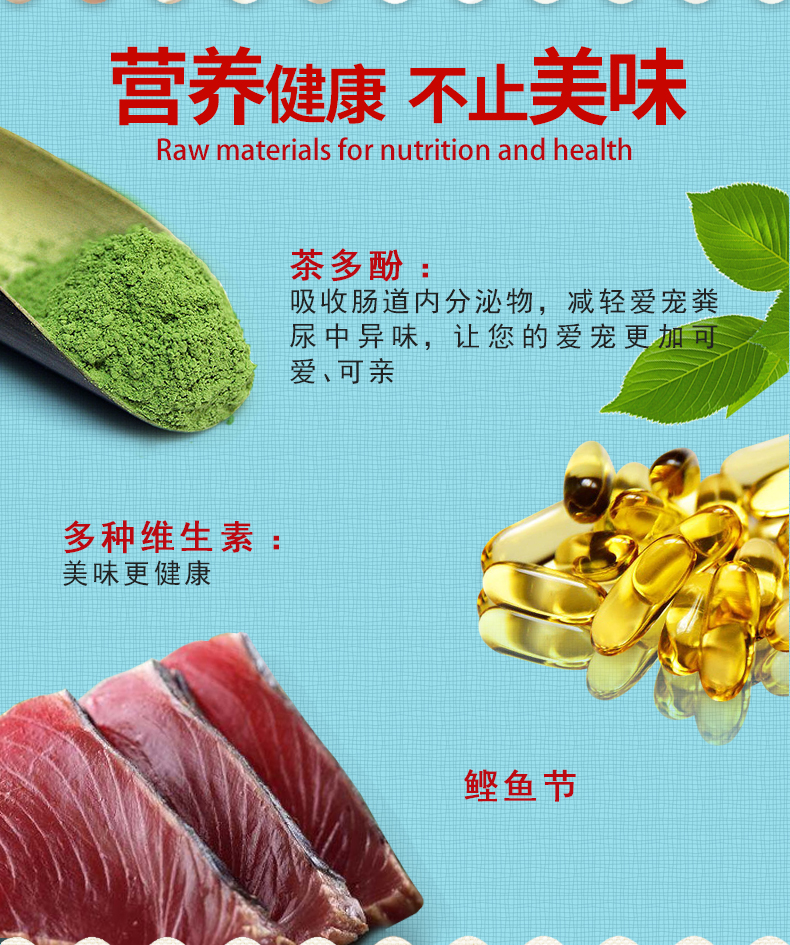 营养健康 不止美味
Raw materials for nutrition and health
茶多酚：
吸收肠道内分泌物，减轻爱宠粪
尿中异味，让您的爱宠更加可
爱、可亲
多种维生素：
美味更健康
鲣鱼节